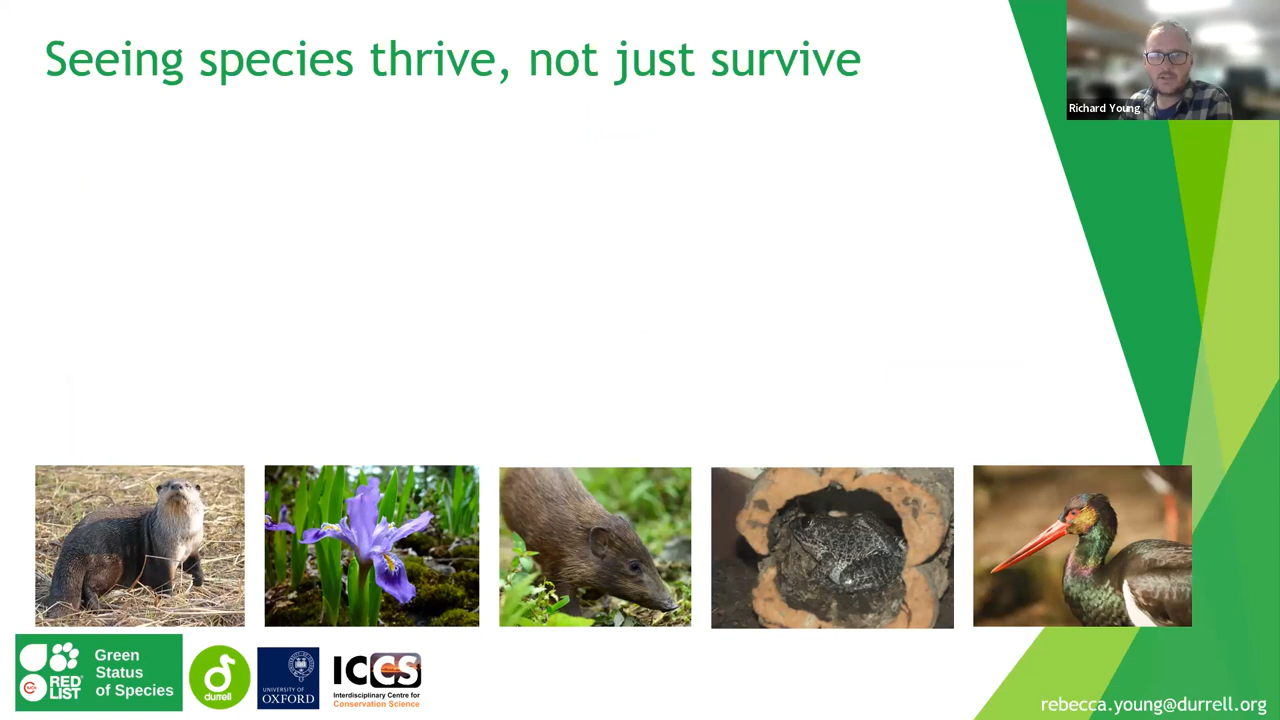 Seeing species thrive, not just survive
Richard Young
Green
Status
of Species
RED
LIST
durrell
UNIVERSITY OF
OXFORD
ICCS
Interdisciplinary Centre for
Conservation Science
rebecca.young@durrell.org